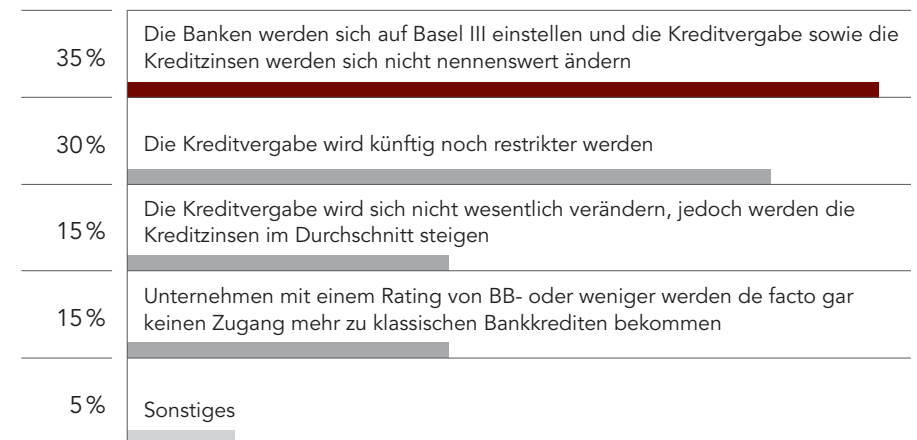 35 %
Die Banken werden sich auf Basel III einstellen und die Kreditvergabe sowie die
Kreditzinsen werden sich nicht nennenswert ändern
30 %
Die Kreditvergabe wird künftig noch restrikter werden
15 %
Die Kreditvergabe wird sich nicht wesentlich verändern, jedoch werden die
Kreditzinsen im Durchschnitt steigen
15 %
Unternehmen mit einem Rating von BB- oder weniger werden de facto gar
keinen Zugang mehr zu klassischen Bankkrediten bekommen
5 %
Sonstiges